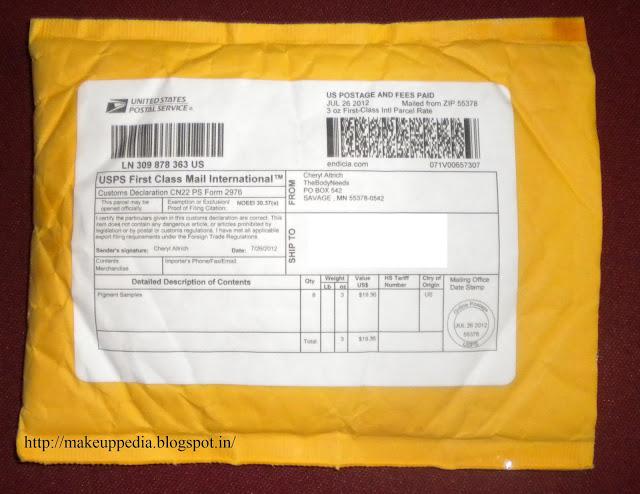 UNITED STATES
POSTAL SERVICE®
LN 309 878 363 US
US POSTAGE AND FEES PAID
JUL 26 2012 Mailed from ZIP 55378
3 oz First-Class Intl Parcel Rate
endicia.com 071V00657307
USPS First Class Mail International™
Customs Declaration CN22 PS Form 2976
This parcel may be opened officially.
Exemption or Exclusion/ Proof of Filing Citation: NOEEI 30.37(a)
I certify the particulars given in this customs declaration are correct. This
item does not contain any dangerous article, or articles prohibited by
legislation or by postal or customs regulations. I have met all applicable
export filing requirements under the Foreign Trade Regulations.
Sender's signature: Cheryl Altrich Date: 7/26/2012
Contents Merchandise
Importer's Phone/Fax/Email:
FROM
Cheryl Altrich
TheBodyNeeds
PO BOX 542
SAVAGE , MN 55378-0542
SHIP TO
Detailed Description of Contents Qty Weight Lb oz Value US$ HS Tariff Number Ctry of Origin
Pigment Samples 8 3 $19.36 US
Total: 3 $19.36
Mailing Office
Date Stamp
Online Postage
JUL 26 2012
55378
USPS
http://makeuppedia.blogspot.in/